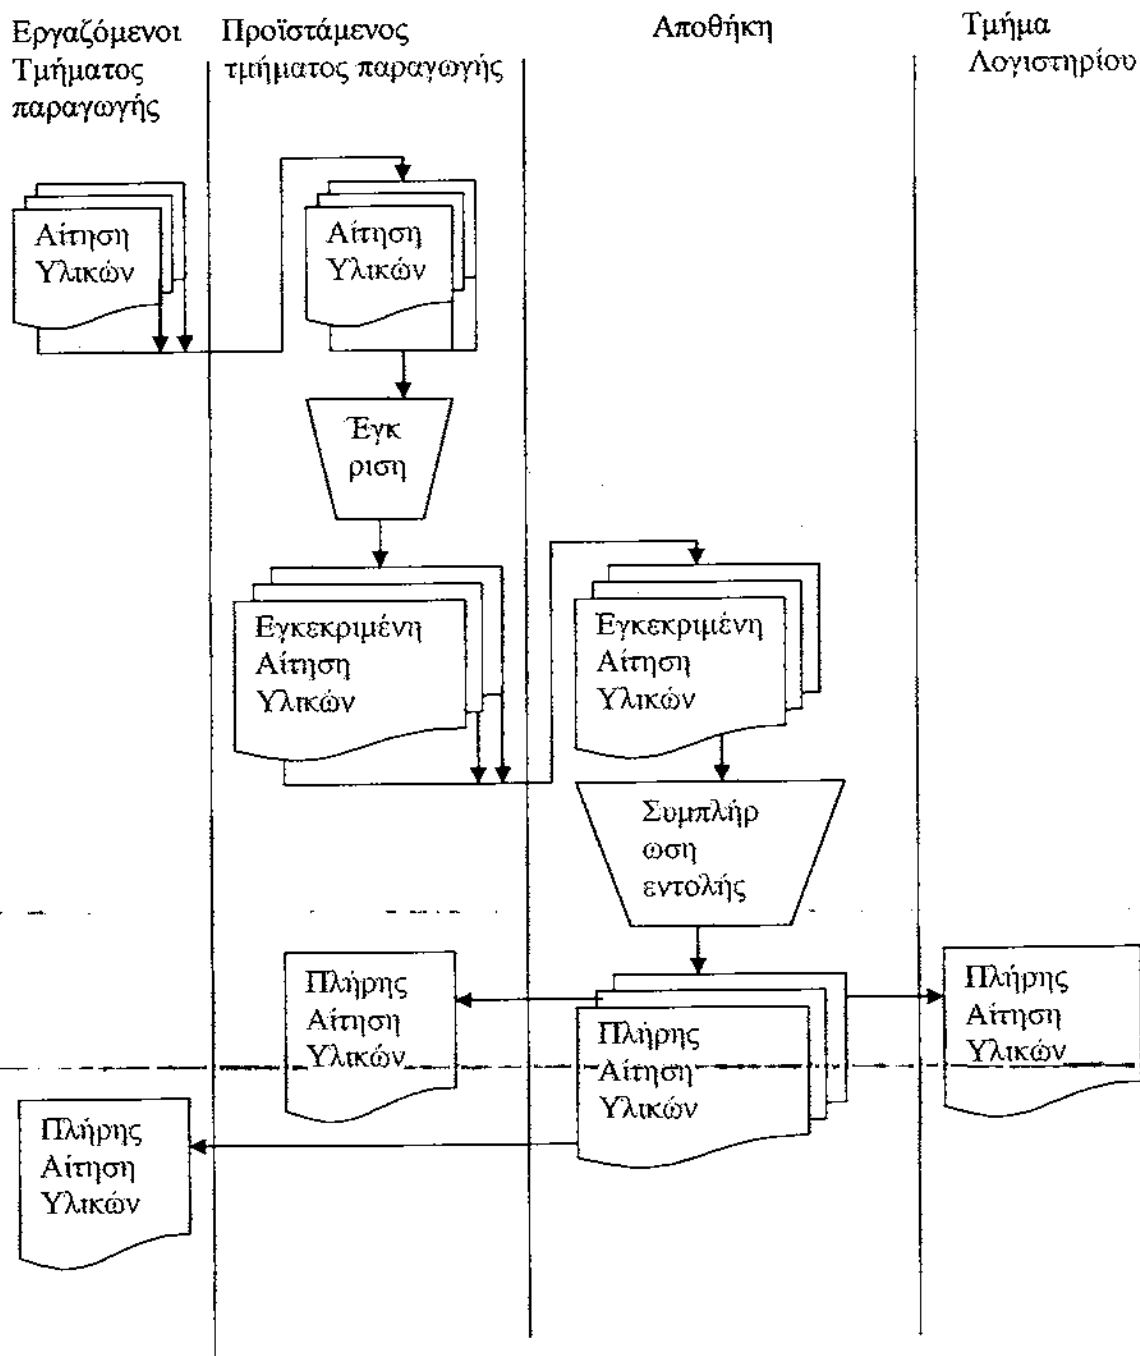 Εργαζόμενοι
Τμήματος
παραγωγής
Προϊστάμενος
τμήματος παραγωγής
Αποθήκη
Τμήμα
Λογιστηρίου
Αίτηση
Υλικών
Αίτηση
Υλικών
Έγκ
ριση
Εγκεκριμένη
Αίτηση
Υλικών
Εγκεκριμένη
Αίτηση
Υλικών
Συμπλήρ
ωση
εντολής
Πλήρης
Αίτηση
Υλικών
Πλήρης
Αίτηση
Υλικών
Πλήρης
Αίτηση
Υλικών
Πλήρης
Αίτηση
Υλικών